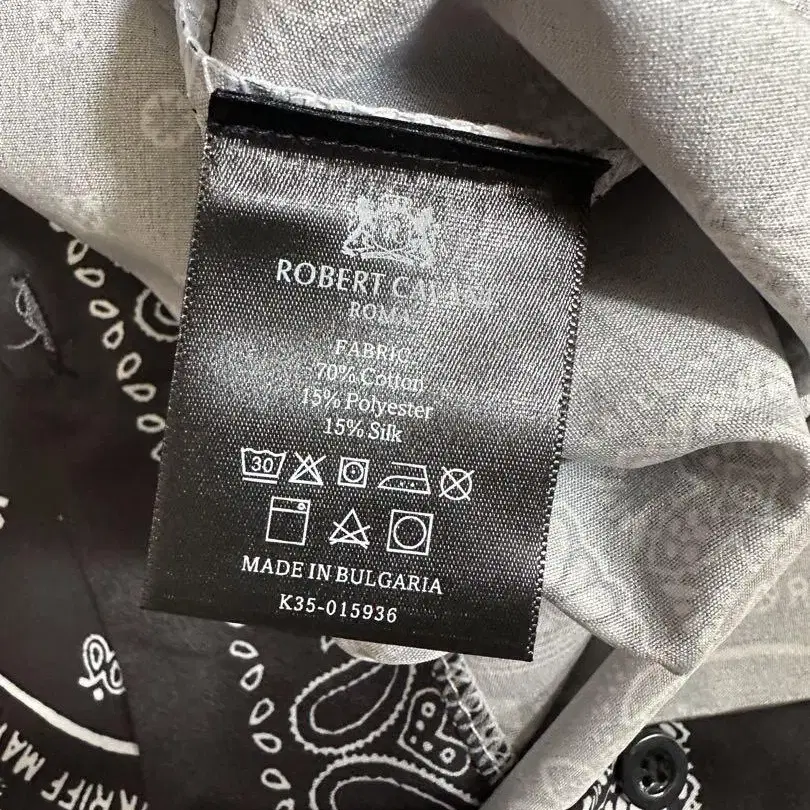 ROBERT
ROMA
FABRIC
70% Cotton
15% Polyester
15% Silk
30
MADE IN BULGARIA
K35-015936